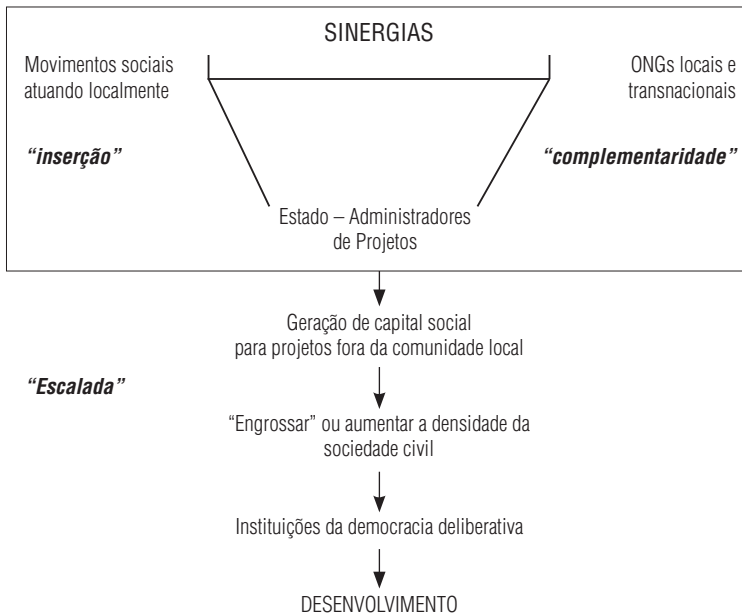 SINERGIAS
Movimentos sociais
atuando localmente
ONGs locais e
transnacionais
“inserção”
“complementaridade”
Estado – Administradores
de Projetos
Geração de capital social
para projetos fora da comunidade local
“Escalada”
“Engrossar” ou aumentar a densidade da
sociedade civil
Instituições da democracia deliberativa
DESENVOLVIMENTO